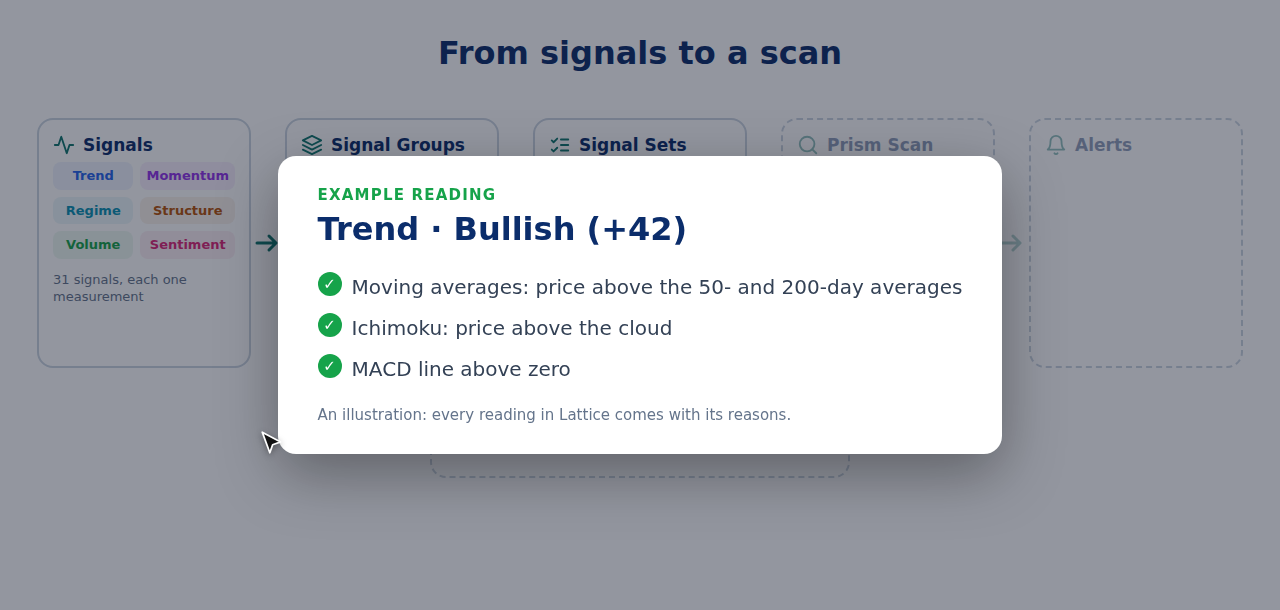 From signals to a scan
Signals
Trend
Momentum
Regime
Structure
Volume
Sentiment
31 signals, each one
measurement
Signal Groups
Signal Sets
Prism Scan
Alerts
EXAMPLE READING
Trend · Bullish (+42)
✓ Moving averages: price above the 50- and 200-day averages
✓ Ichimoku: price above the cloud
✓ MACD line above zero
An illustration: every reading in Lattice comes with its reasons.